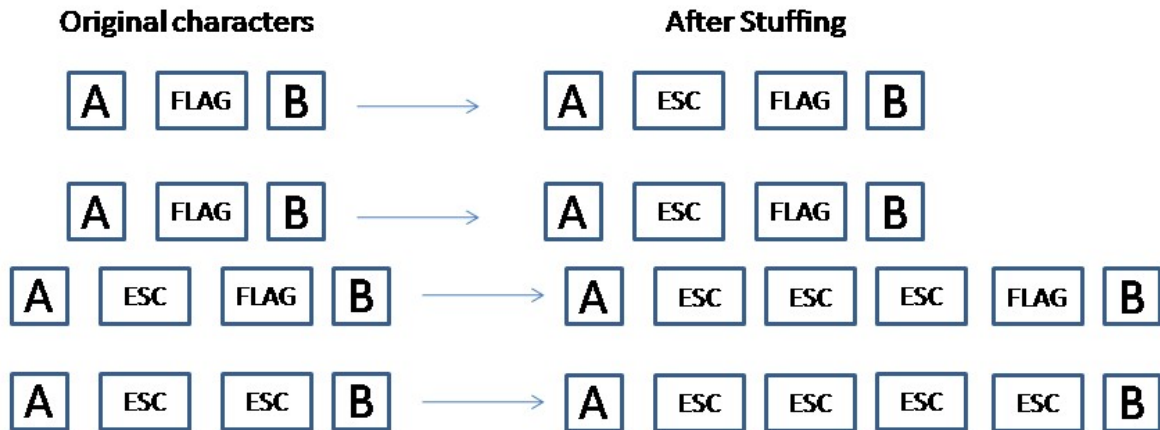 Original characters After Stuffing
A FLAG B A ESC FLAG B
A FLAG B A ESC FLAG B
A ESC FLAG B A ESC ESC ESC FLAG B
A ESC ESC B A ESC ESC ESC ESC B